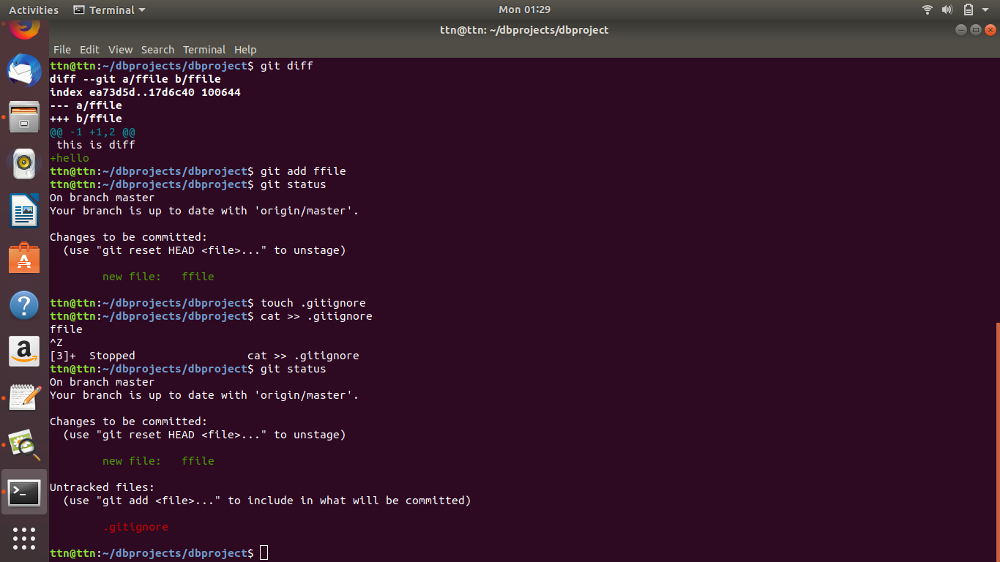 Activities Terminal Mon 01:29
ttn@ttn: ~/dbprojects/dbproject
File Edit View Search Terminal Help
ttn@ttn:~/dbprojects/dbproject$ git diff
diff --git a/ffile b/ffile
index ea73d5d..17d6c40 100644
--- a/ffile
+++ b/ffile
@@ -1 +1,2 @@
 this is diff
+hello
ttn@ttn:~/dbprojects/dbproject$ git add ffile
ttn@ttn:~/dbprojects/dbproject$ git status
On branch master
Your branch is up to date with 'origin/master'.
Changes to be committed:
  (use "git reset HEAD <file>..." to unstage)
        new file:   ffile
ttn@ttn:~/dbprojects/dbproject$ touch .gitignore
ttn@ttn:~/dbprojects/dbproject$ cat >> .gitignore
ffile
^Z
[3]+  Stopped                 cat >> .gitignore
ttn@ttn:~/dbprojects/dbproject$ git status
On branch master
Your branch is up to date with 'origin/master'.
Changes to be committed:
  (use "git reset HEAD <file>..." to unstage)
        new file:   ffile
Untracked files:
  (use "git add <file>..." to include in what will be committed)
        .gitignore
ttn@ttn:~/dbprojects/dbproject$